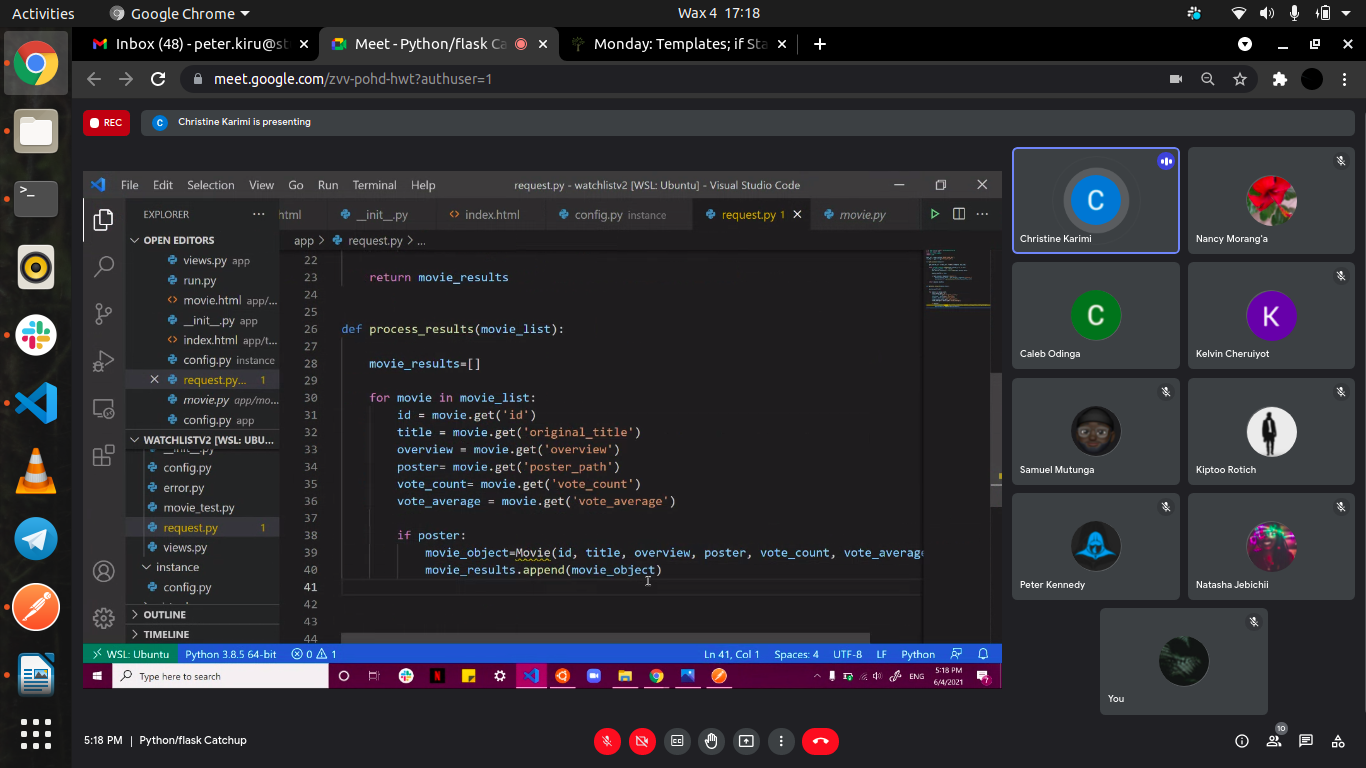 Activities
Google Chrome
Wax 4 17:18
Inbox (48) - peter.kiru@st
Meet - Python/flask Ca
Monday: Templates; if Sta
meet.google.com/zvv-pohd-hwt?authuser=1
REC
C
Christine Karimi is presenting
File Edit Selection View Go Run Terminal Help
request.py - watchlistv2 [WSL: Ubuntu] - Visual Studio Code
EXPLORER
html
__init__.py
index.html
config.py instance
request.py 1
movie.py
app > request.py > ...
OPEN EDITORS
views.py app
run.py
movie.html app/...
__init__.py app
index.html app/t...
config.py instance
request.py... 1
movie.py app/mo...
config.py app
WATCHLISTV2 [WSL: UBU...
__init__.py
config.py
error.py
movie_test.py
request.py 1
views.py
instance
config.py
OUTLINE
TIMELINE
22
23 return movie_results
24
25
26 def process_results(movie_list):
27
28 movie_results=[]
29
30 for movie in movie_list:
31 id = movie.get('id')
32 title = movie.get('original_title')
33 overview = movie.get('overview')
34 poster= movie.get('poster_path')
35 vote_count= movie.get('vote_count')
36 vote_average = movie.get('vote_average')
37
38 if poster:
39 movie_object=Movie(id, title, overview, poster, vote_count, vote_average
40 movie_results.append(movie_object)
41
42
43
44
WSL: Ubuntu
Python 3.8.5 64-bit
0
1
Ln 41, Col 1
Spaces: 4
UTF-8
LF
Python
Type here to search
N
ENG
5:18 PM
6/4/2021
7
C
Christine Karimi
Nancy Morang'a
C
Caleb Odinga
K
Kelvin Cheruiyot
Samuel Mutunga
Kiptoo Rotich
Peter Kennedy
Natasha Jebichii
You
5:18 PM | Python/flask Catchup
10